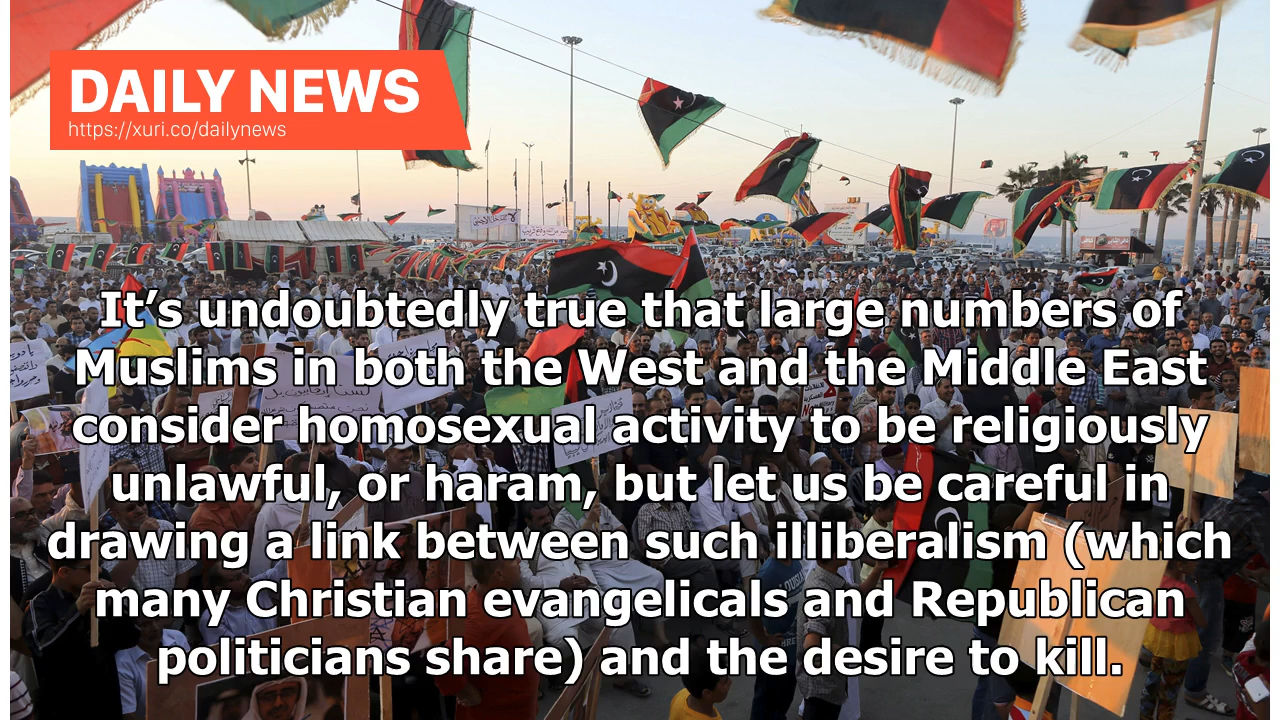 DAILY NEWS
https://xuri.co/dailynews
It’s undoubtedly true that large numbers of
Muslims in both the West and the Middle East
consider homosexual activity to be religiously
unlawful, or haram, but let us be careful in
drawing a link between such illiberalism (which
many Christian evangelicals and Republican
politicians share) and the desire to kill.